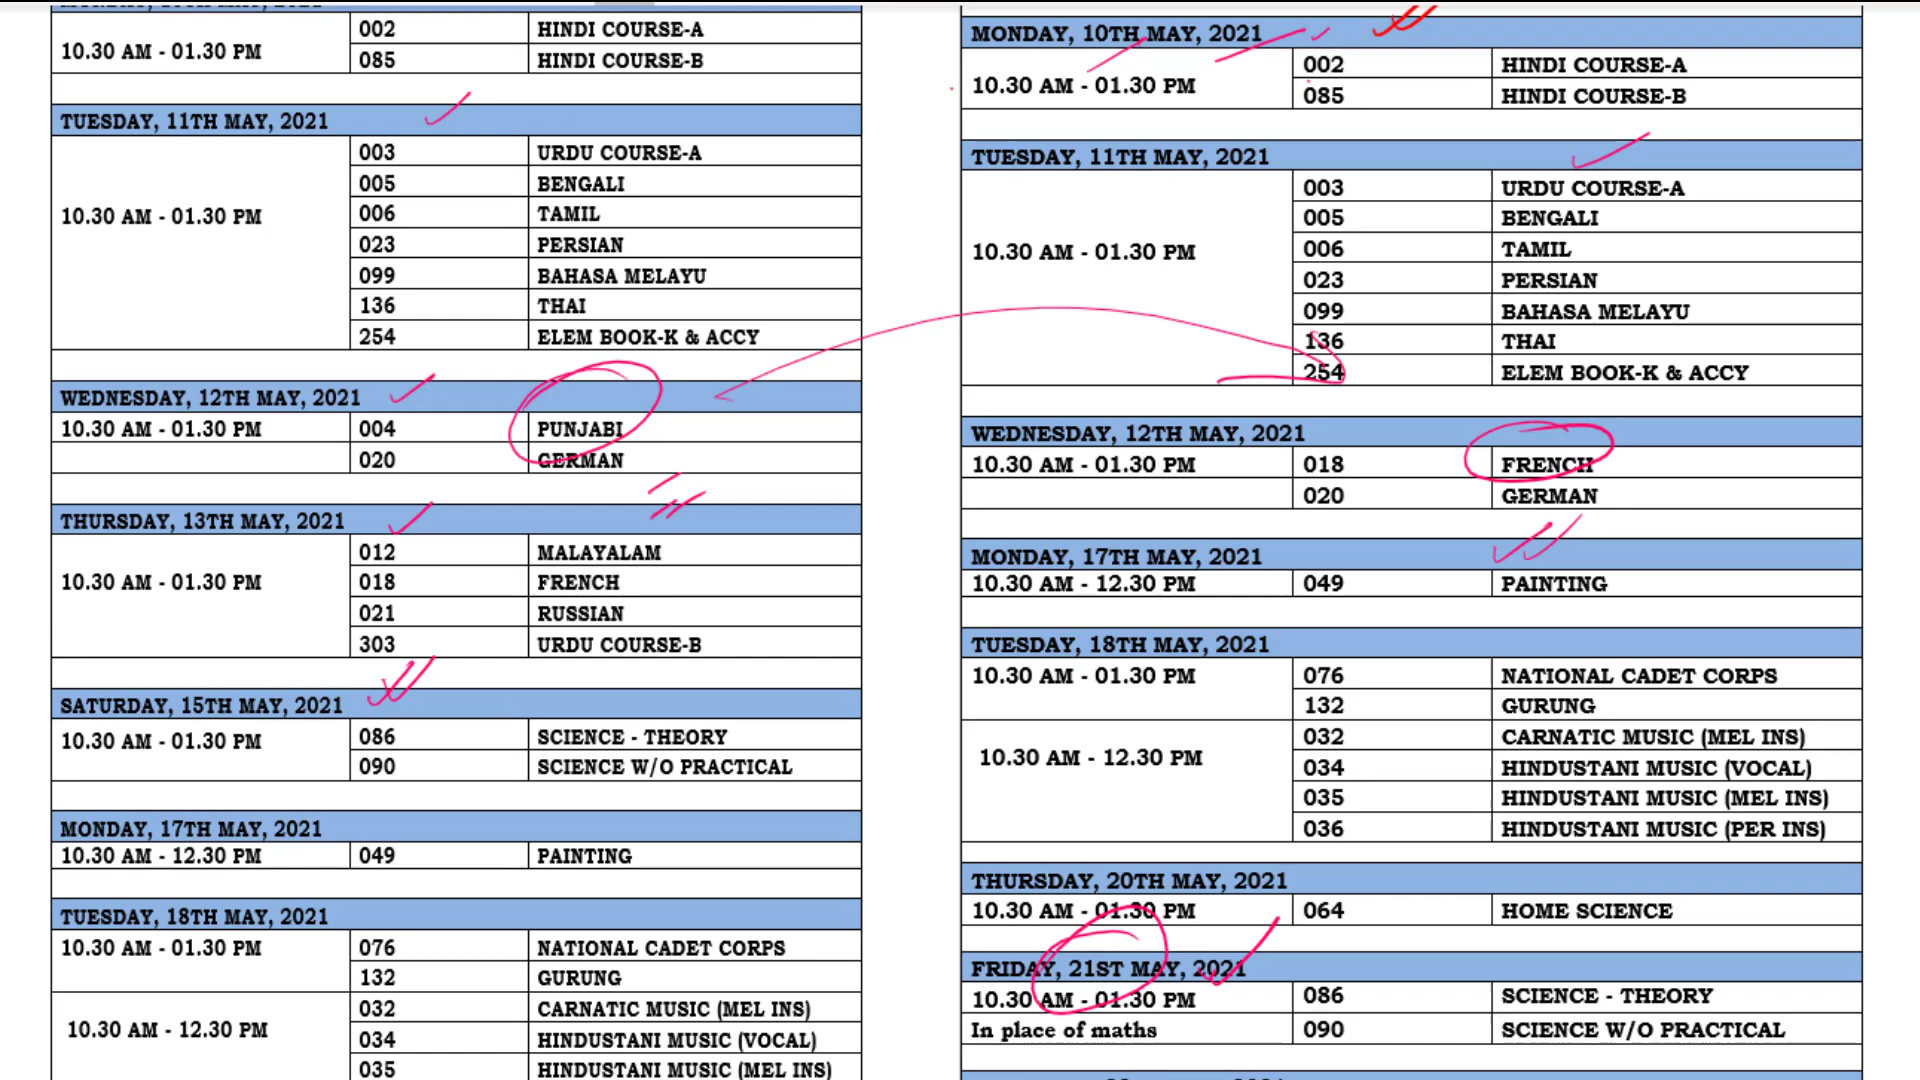 10.30 AM - 01.30 PM
002 HINDI COURSE-A
085 HINDI COURSE-B
TUESDAY, 11TH MAY, 2021
003 URDU COURSE-A
005 BENGALI
006 TAMIL
10.30 AM - 01.30 PM
023 PERSIAN
099 BAHASA MELAYU
136 THAI
254 ELEM BOOK-K & ACCY
WEDNESDAY, 12TH MAY, 2021
10.30 AM - 01.30 PM 004 PUNJABI
020 GERMAN
THURSDAY, 13TH MAY, 2021
012 MALAYALAM
10.30 AM - 01.30 PM 018 FRENCH
021 RUSSIAN
303 URDU COURSE-B
SATURDAY, 15TH MAY, 2021
10.30 AM - 01.30 PM 086 SCIENCE - THEORY
090 SCIENCE W/O PRACTICAL
MONDAY, 17TH MAY, 2021
10.30 AM - 12.30 PM 049 PAINTING
TUESDAY, 18TH MAY, 2021
10.30 AM - 01.30 PM 076 NATIONAL CADET CORPS
132 GURUNG
032 CARNATIC MUSIC (MEL INS)
10.30 AM - 12.30 PM 034 HINDUSTANI MUSIC (VOCAL)
035 HINDUSTANI MUSIC (MEL INS)
MONDAY, 10TH MAY, 2021
002 HINDI COURSE-A
10.30 AM - 01.30 PM
085 HINDI COURSE-B
TUESDAY, 11TH MAY, 2021
003 URDU COURSE-A
005 BENGALI
10.30 AM - 01.30 PM 006 TAMIL
023 PERSIAN
099 BAHASA MELAYU
136 THAI
254 ELEM BOOK-K & ACCY
WEDNESDAY, 12TH MAY, 2021
10.30 AM - 01.30 PM 018 FRENCH
020 GERMAN
MONDAY, 17TH MAY, 2021
10.30 AM - 12.30 PM 049 PAINTING
TUESDAY, 18TH MAY, 2021
10.30 AM - 01.30 PM 076 NATIONAL CADET CORPS
132 GURUNG
032 CARNATIC MUSIC (MEL INS)
10.30 AM - 12.30 PM 034 HINDUSTANI MUSIC (VOCAL)
035 HINDUSTANI MUSIC (MEL INS)
036 HINDUSTANI MUSIC (PER INS)
THURSDAY, 20TH MAY, 2021
10.30 AM - 01.30 PM 064 HOME SCIENCE
FRIDAY, 21ST MAY, 2021
10.30 AM - 01.30 PM 086 SCIENCE - THEORY
In place of maths 090 SCIENCE W/O PRACTICAL